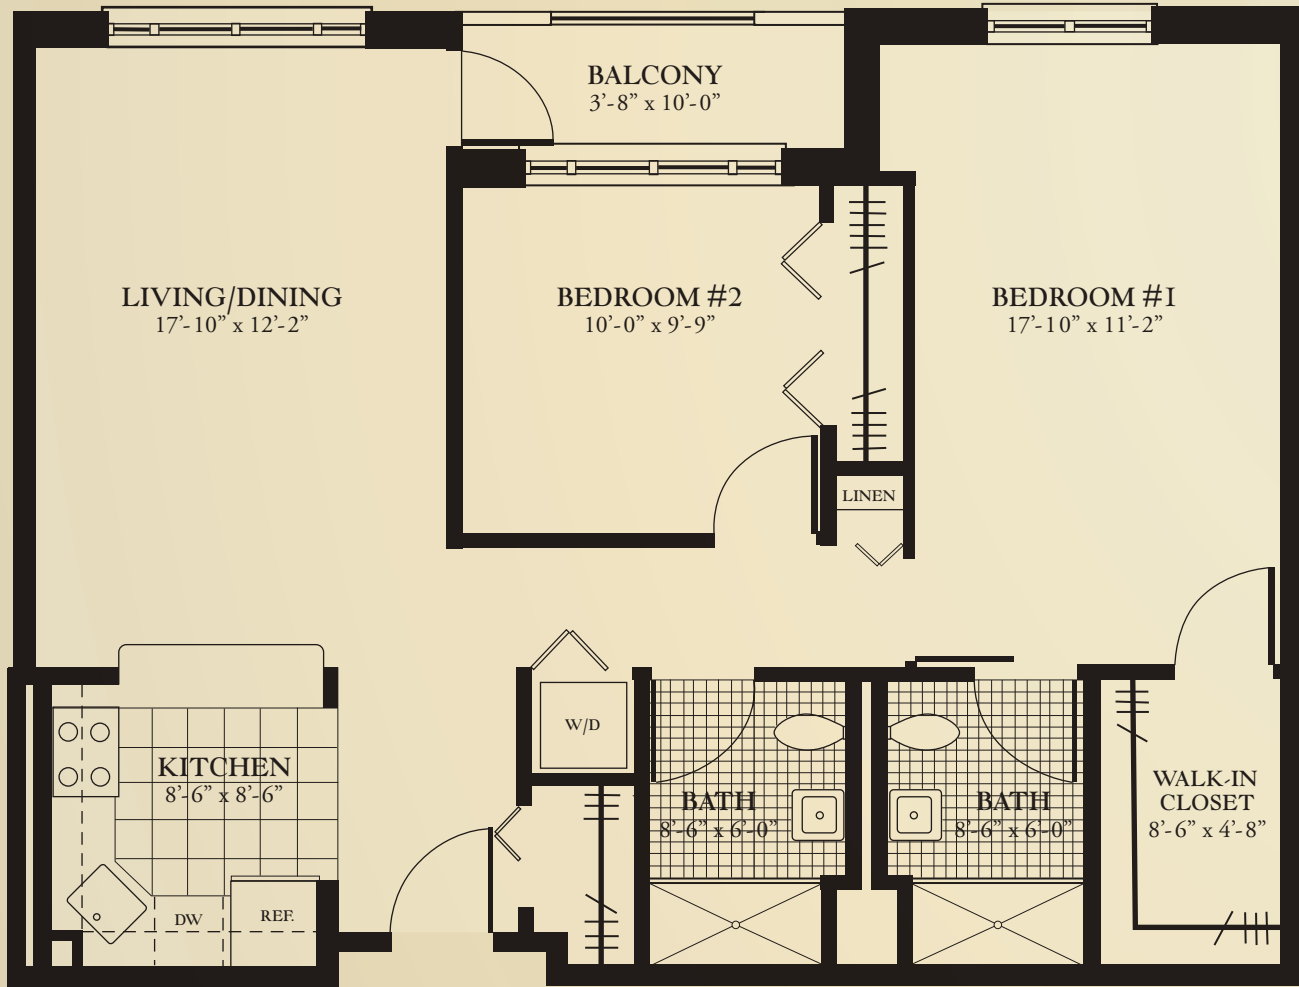 BALCONY
3'-8” x 10'-0”
LIVING/DINING
17'-10” x 12'-2”
BEDROOM #2
10'-0” x 9'-9”
BEDROOM #1
17'-10” x 11'-2”
LINEN
W/D
KITCHEN
8'-6” x 8'-6”
BATH
8'-6” x 6'-0”
BATH
8'-6” x 6'-0”
WALK-IN
CLOSET
8'-6” x 4'-8”
DW
REF.